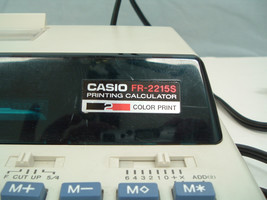 CASIO FR-2215S
PRINTING CALCULATOR
2 COLOR PRINT
F CUT UP 5/4
6 4 3 2 1 0 + X ADD
M+ M− M◇ M*